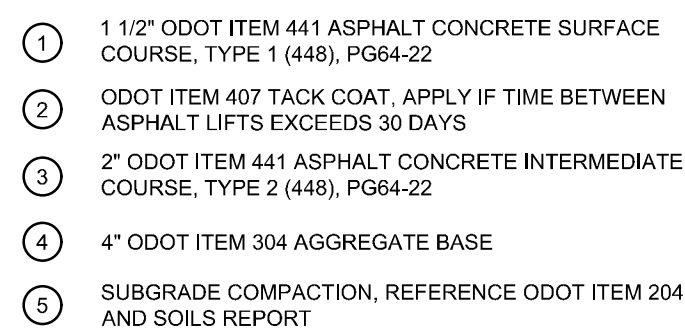 1 1 1/2" ODOT ITEM 441 ASPHALT CONCRETE SURFACE
COURSE, TYPE 1 (448), PG64-22
2 ODOT ITEM 407 TACK COAT, APPLY IF TIME BETWEEN
ASPHALT LIFTS EXCEEDS 30 DAYS
3 2" ODOT ITEM 441 ASPHALT CONCRETE INTERMEDIATE
COURSE, TYPE 2 (448), PG64-22
4 4" ODOT ITEM 304 AGGREGATE BASE
5 SUBGRADE COMPACTION, REFERENCE ODOT ITEM 204
AND SOILS REPORT